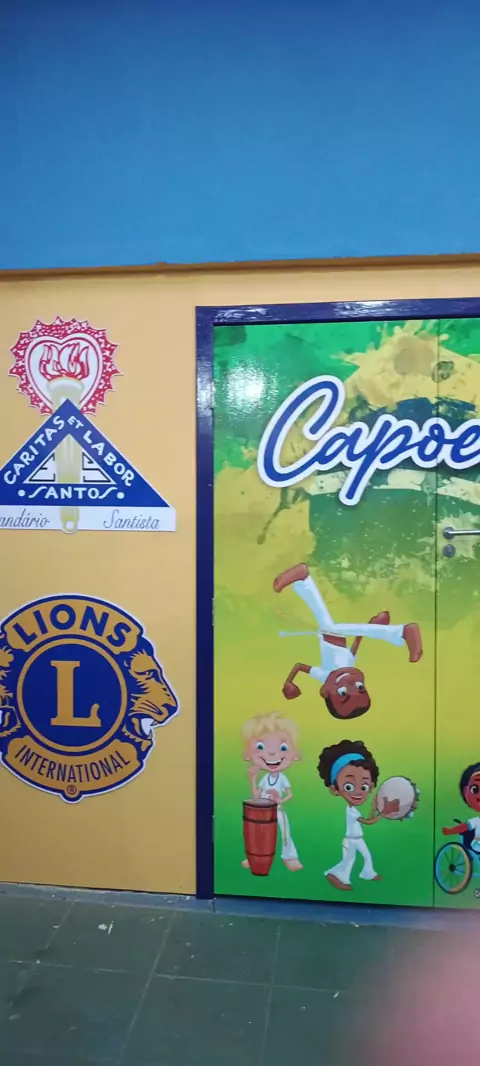 CARITAS ET LABOR
SANTOS
andário Santista
LIONS
L
INTERNATIONAL
®
Capoe